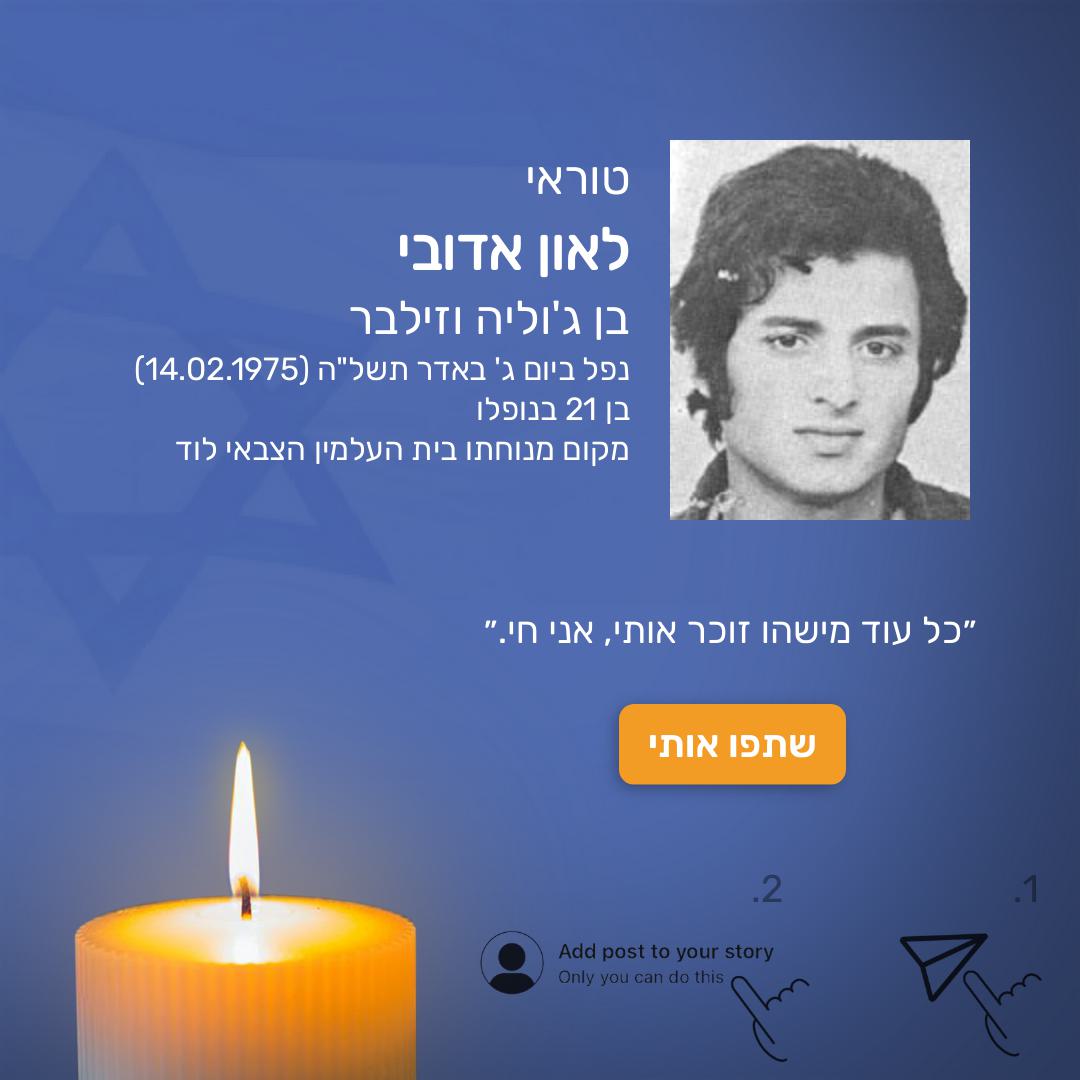 טוראי
לאון אדובי
בן ג'וליה וזילבר
נפל ביום ג' באדר תשל"ה (14.02.1975)
בן 21 בנופלו
מקום מנוחתו בית העלמין הצבאי לוד
״כל עוד מישהו זוכר אותי, אני חי.״
שתפו אותי
1.
2.
Add post to your story
Only you can do this